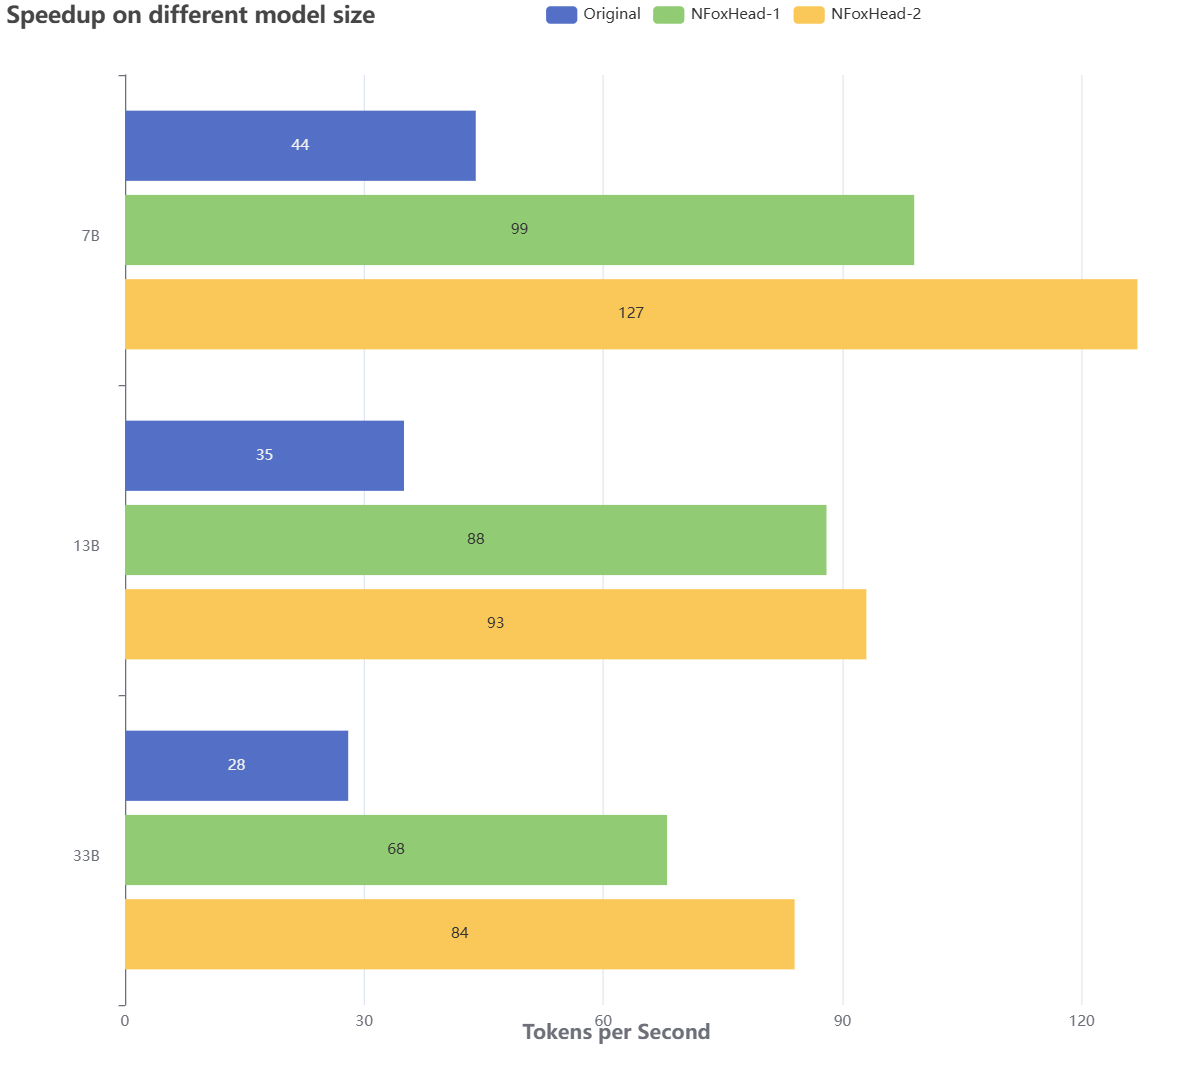 Speedup on different model size
Original NFoxHead-1 NFoxHead-2
44
99
7B
127
35
88
13B
93
28
68
33B
84
0 30 60 90 120
Tokens per Second